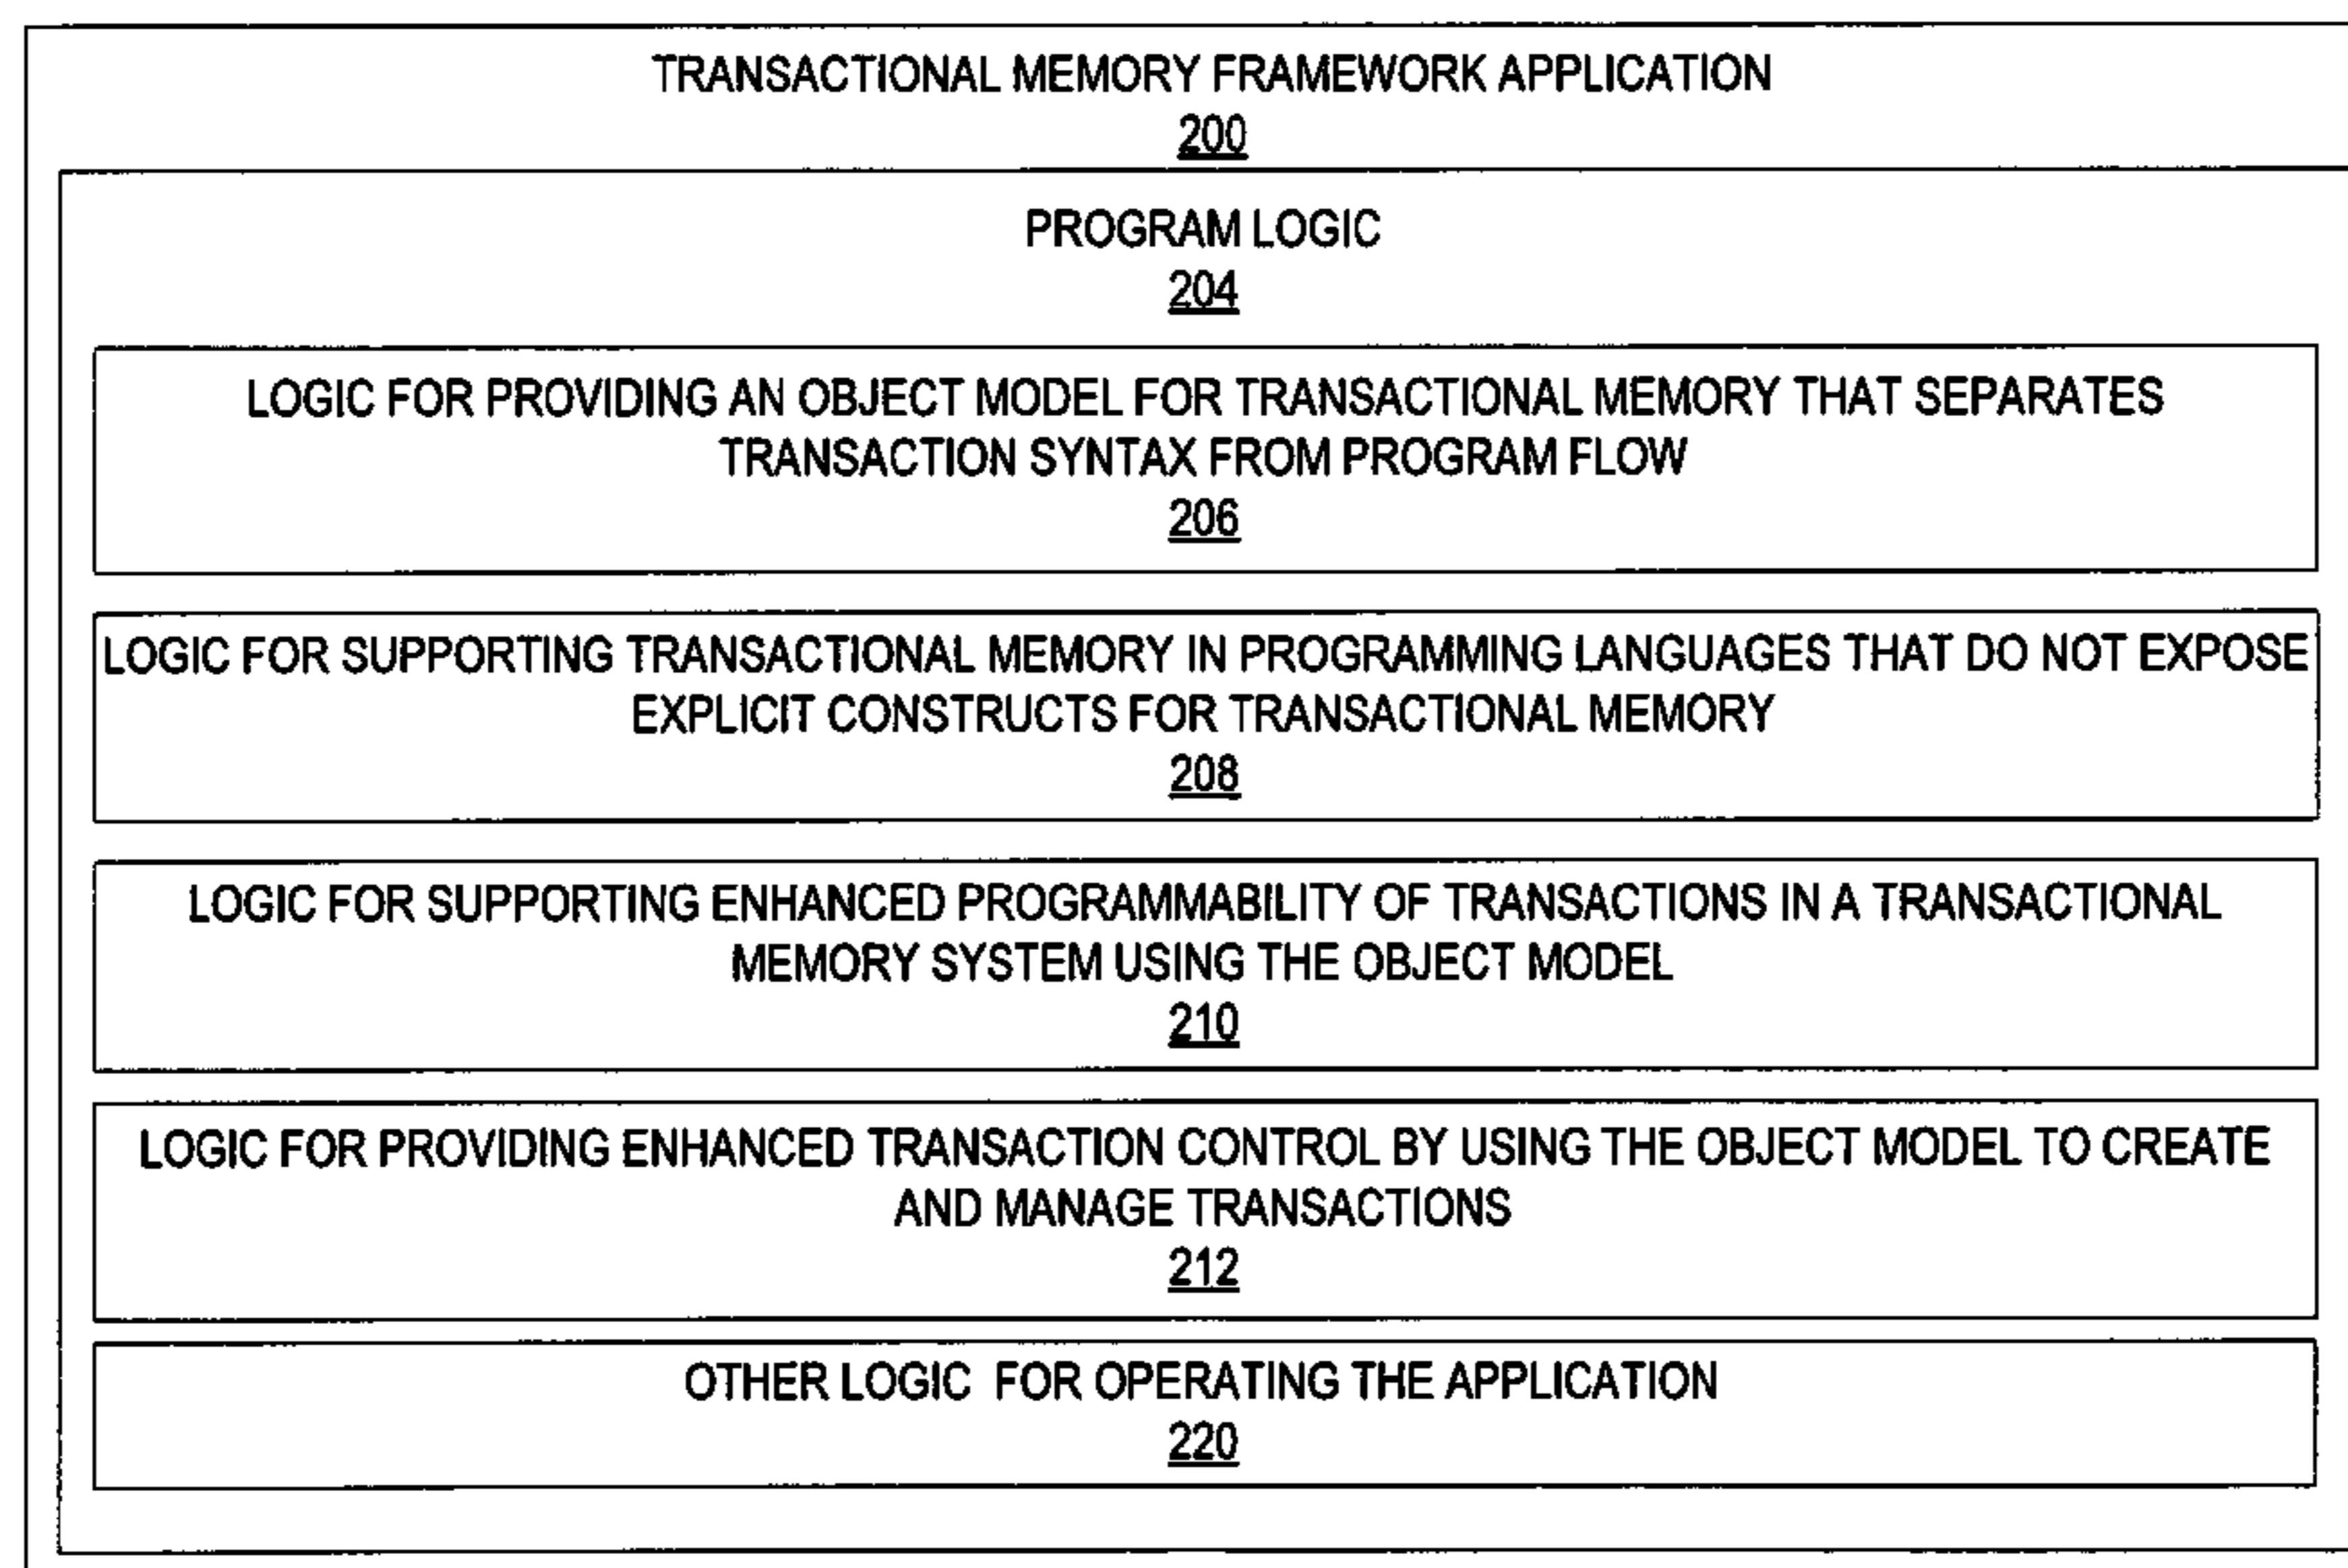 TRANSACTIONAL MEMORY FRAMEWORK APPLICATION
200
PROGRAM LOGIC
204
LOGIC FOR PROVIDING AN OBJECT MODEL FOR TRANSACTIONAL MEMORY THAT SEPARATES
TRANSACTION SYNTAX FROM PROGRAM FLOW
206
LOGIC FOR SUPPORTING TRANSACTIONAL MEMORY IN PROGRAMMING LANGUAGES THAT DO NOT EXPOSE
EXPLICIT CONSTRUCTS FOR TRANSACTIONAL MEMORY
208
LOGIC FOR SUPPORTING ENHANCED PROGRAMMABILITY OF TRANSACTIONS IN A TRANSACTIONAL
MEMORY SYSTEM USING THE OBJECT MODEL
210
LOGIC FOR PROVIDING ENHANCED TRANSACTION CONTROL BY USING THE OBJECT MODEL TO CREATE
AND MANAGE TRANSACTIONS
212
OTHER LOGIC FOR OPERATING THE APPLICATION
220